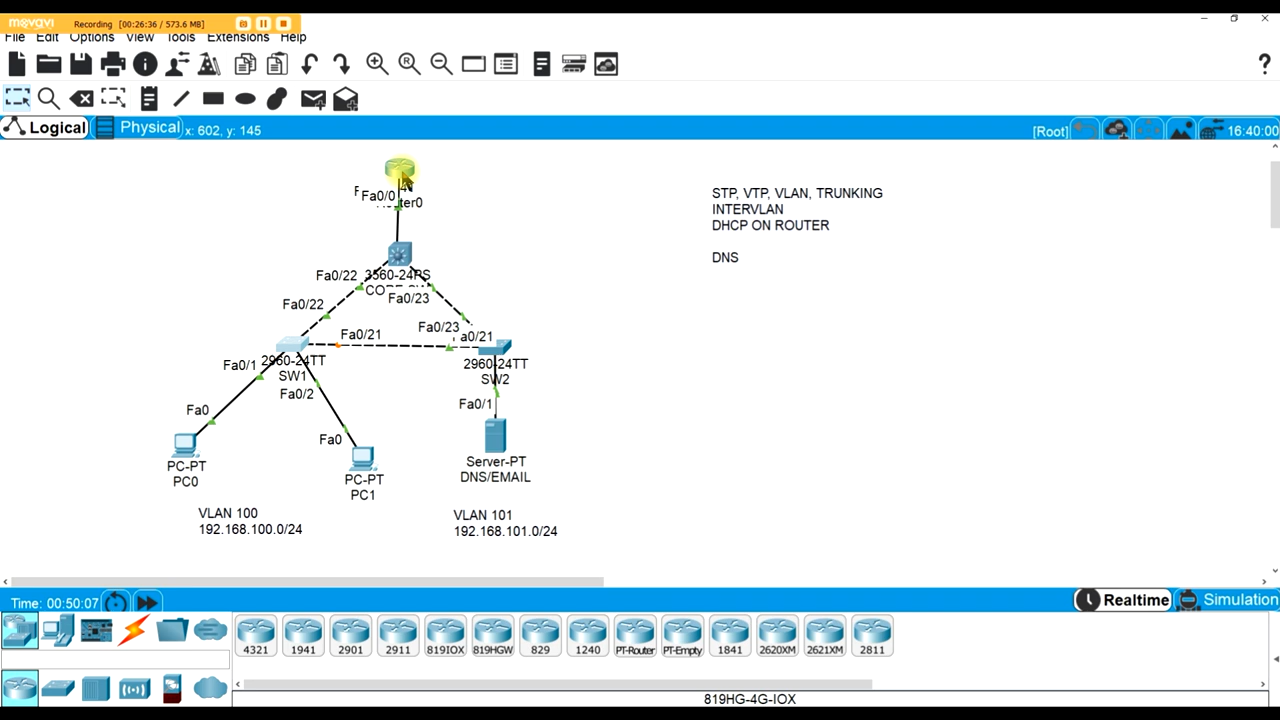 movavi
Recording [00:26:36 / 573.6 MB]
File Edit Options View Tools Extensions Help
Logical
Physical
x: 602, y: 145
[Root]
16:40:00
Fa0/0
STP, VTP, VLAN, TRUNKING
INTERVLAN
DHCP ON ROUTER
DNS
3560-24PS
Fa0/22
Fa0/22
Fa0/23
Fa0/23
Fa0/21
a0/21
2960-24TT
SW1
2960-24TT
SW2
Fa0/1
Fa0/2
Fa0/1
Fa0
Fa0
PC-PT
PC0
PC-PT
PC1
Server-PT
DNS/EMAIL
VLAN 100
192.168.100.0/24
VLAN 101
192.168.101.0/24
Time: 00:50:07
Realtime
Simulation
4321
1941
2901
2911
819IOX
819HGW
829
1240
PT-Router
PT-Empty
1841
2620XM
2621XM
2811
819HG-4G-IOX